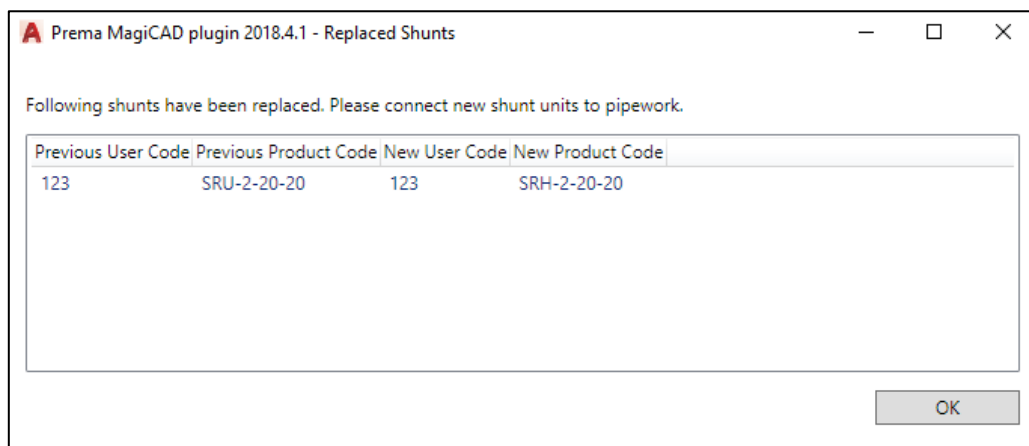 Prema MagiCAD plugin 2018.4.1 - Replaced Shunts
Following shunts have been replaced. Please connect new shunt units to pipework.
Previous User Code Previous Product Code New User Code New Product Code
123 SRU-2-20-20 123 SRH-2-20-20
OK